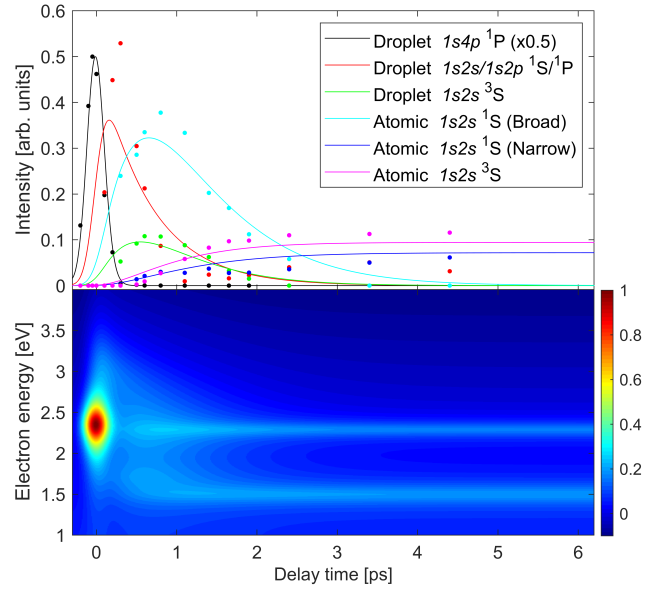 0.6
0.5
0.4
0.3
0.2
0.1
0
Intensity [arb. units]
Droplet 1s4p ¹P (x0.5)
Droplet 1s2s/1s2p ¹S/¹P
Droplet 1s2s ³S
Atomic 1s2s ¹S (Broad)
Atomic 1s2s ¹S (Narrow)
Atomic 1s2s ³S
3.5
3
2.5
2
1.5
1
Electron energy [eV]
0 1 2 3 4 5 6
Delay time [ps]
1
0.8
0.6
0.4
0.2
0